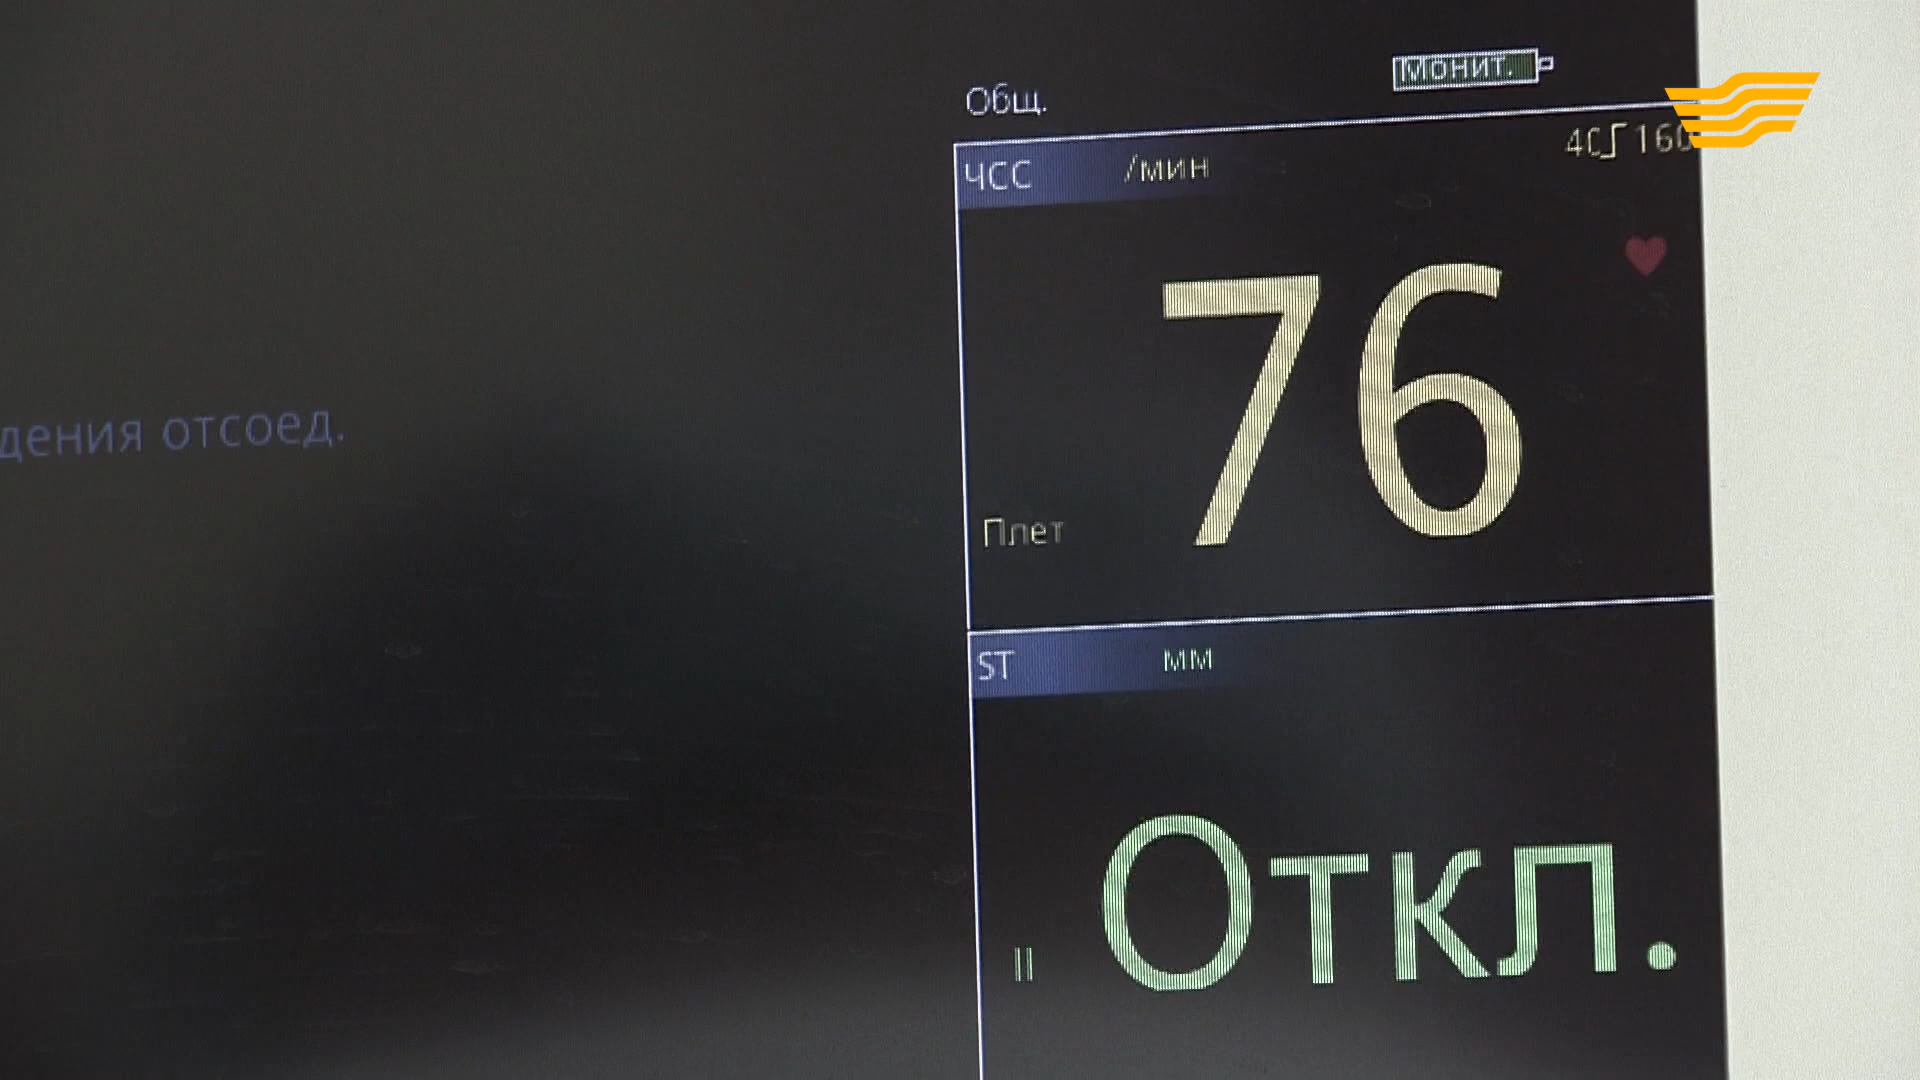 Монит.
Общ.
ЧСС /мин 40 160
76
дения отсоед.
Плет
ST мм
Откл.
II